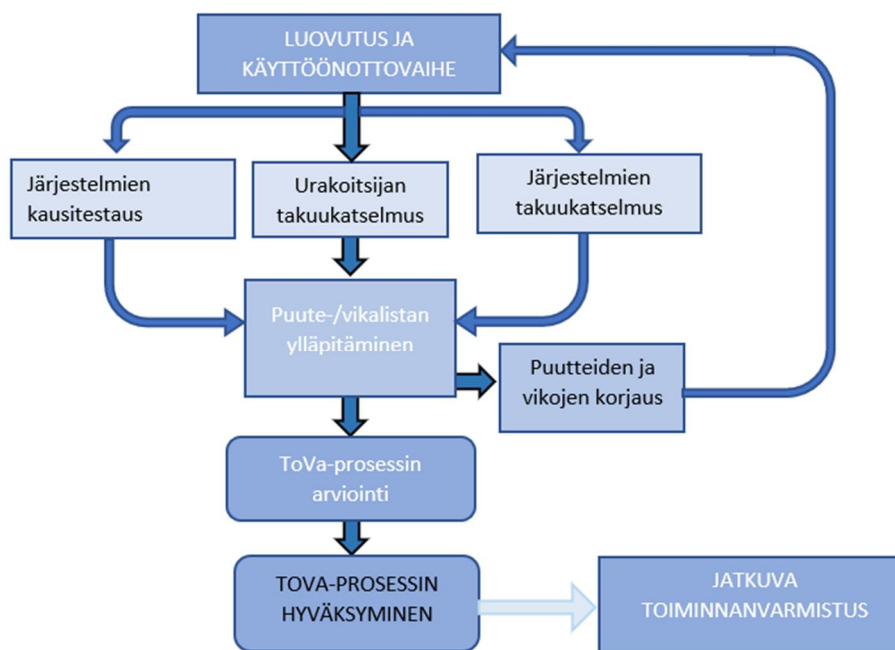 LUOVUTUS JA
KÄYTTÖÖNOTTOVAIHE
Järjestelmien
kausitestaus
Urakoitsijan
takuukatselmus
Järjestelmien
takuukatselmus
Puute-/vikalistan
ylläpitäminen
Puutteiden ja
vikojen korjaus
ToVa-prosessin
arviointi
TOVA-PROSESSIN
HYVÄKSYMINEN
JATKUVA
TOIMINNANVARMISTUS